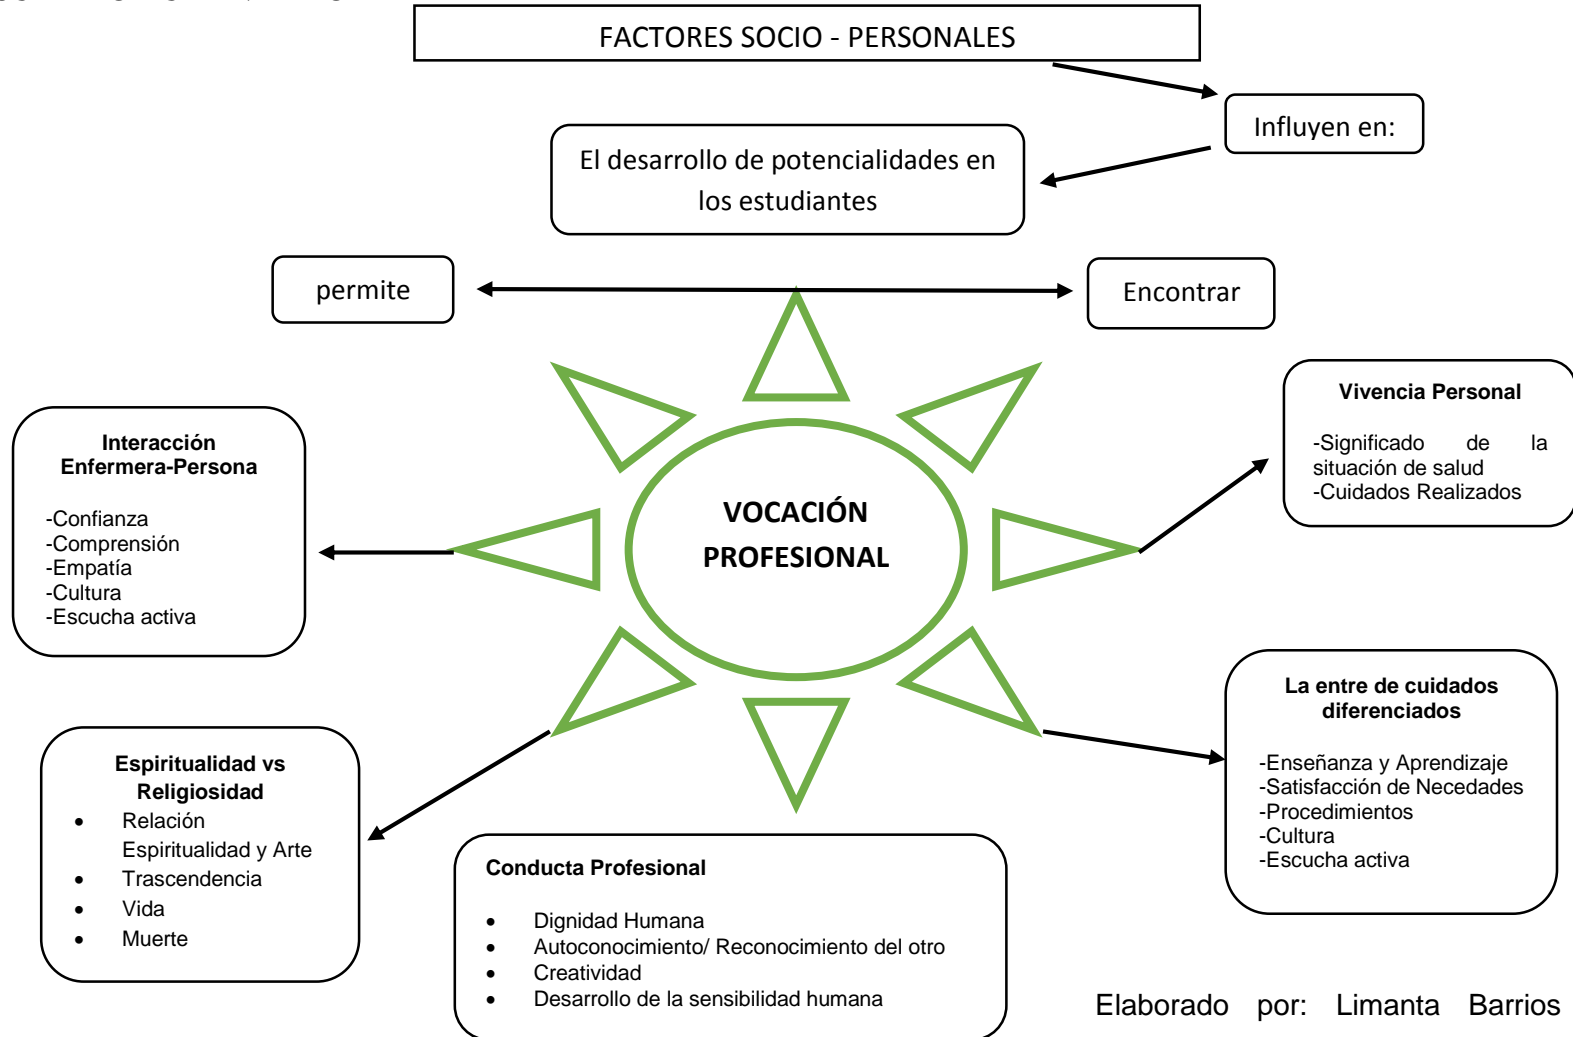 FACTORES SOCIO - PERSONALES
Influyen en:
El desarrollo de potencialidades en
los estudiantes
permite
Encontrar
Vivencia Personal
-Significado de la
situación de salud
-Cuidados Realizados
Interacción
Enfermera-Persona
-Confianza
-Comprensión
-Empatía
-Cultura
-Escucha activa
VOCACIÓN
PROFESIONAL
La entre de cuidados
diferenciados
-Enseñanza y Aprendizaje
-Satisfacción de Necedades
-Procedimientos
-Cultura
-Escucha activa
Espiritualidad vs
Religiosidad
• Relación
Espiritualidad y Arte
• Trascendencia
• Vida
• Muerte
Conducta Profesional
• Dignidad Humana
• Autoconocimiento/ Reconocimiento del otro
• Creatividad
• Desarrollo de la sensibilidad humana
Elaborado por: Limanta Barrios